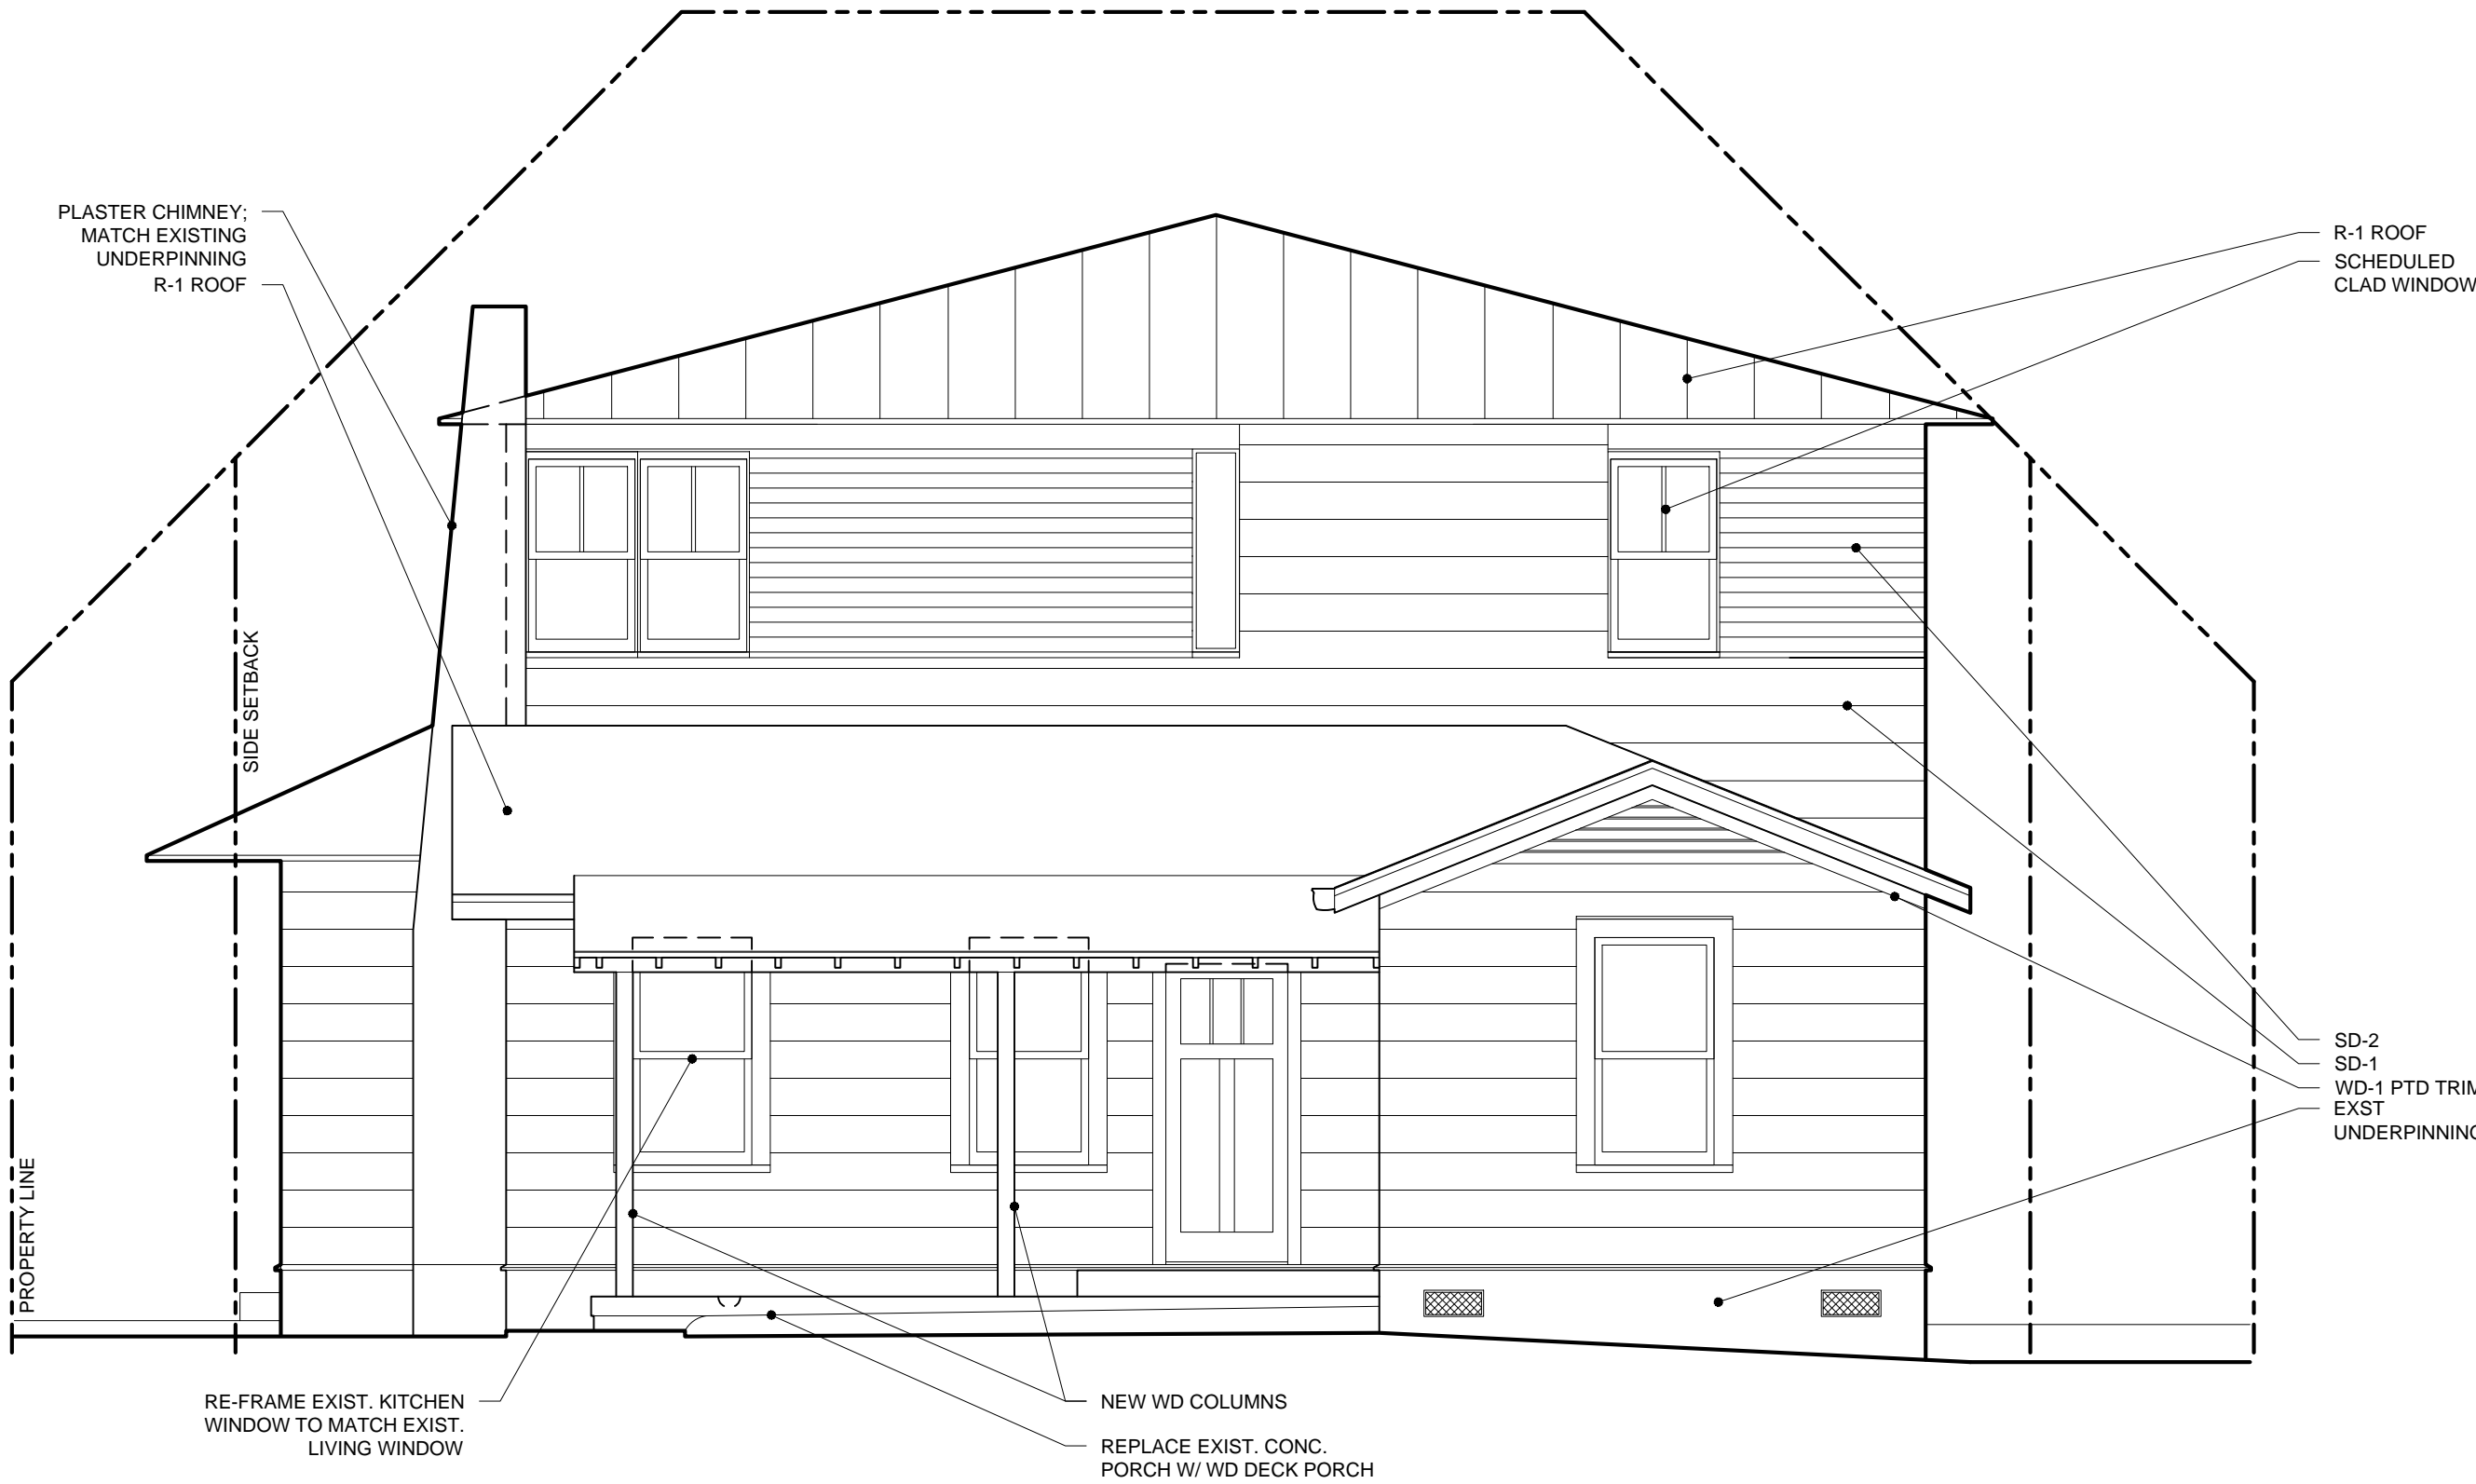 PLASTER CHIMNEY;
MATCH EXISTING
UNDERPINNING
R-1 ROOF
R-1 ROOF
SCHEDULED
CLAD WINDOW
SIDE SETBACK
PROPERTY LINE
SD-2
SD-1
WD-1 PTD TRIM
EXST
UNDERPINNING
RE-FRAME EXIST. KITCHEN
WINDOW TO MATCH EXIST.
LIVING WINDOW
NEW WD COLUMNS
REPLACE EXIST. CONC.
PORCH W/ WD DECK PORCH